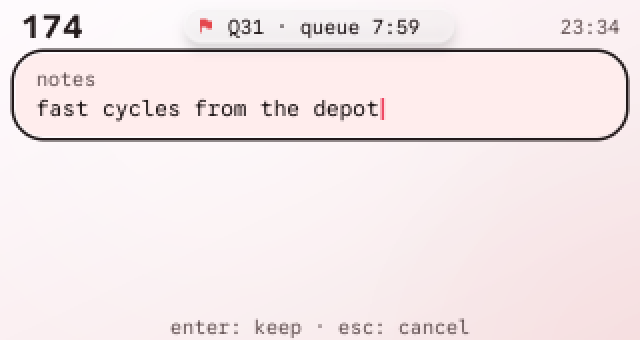 174
Q31 · queue 7:59
23:34
notes
fast cycles from the depot
enter: keep · esc: cancel